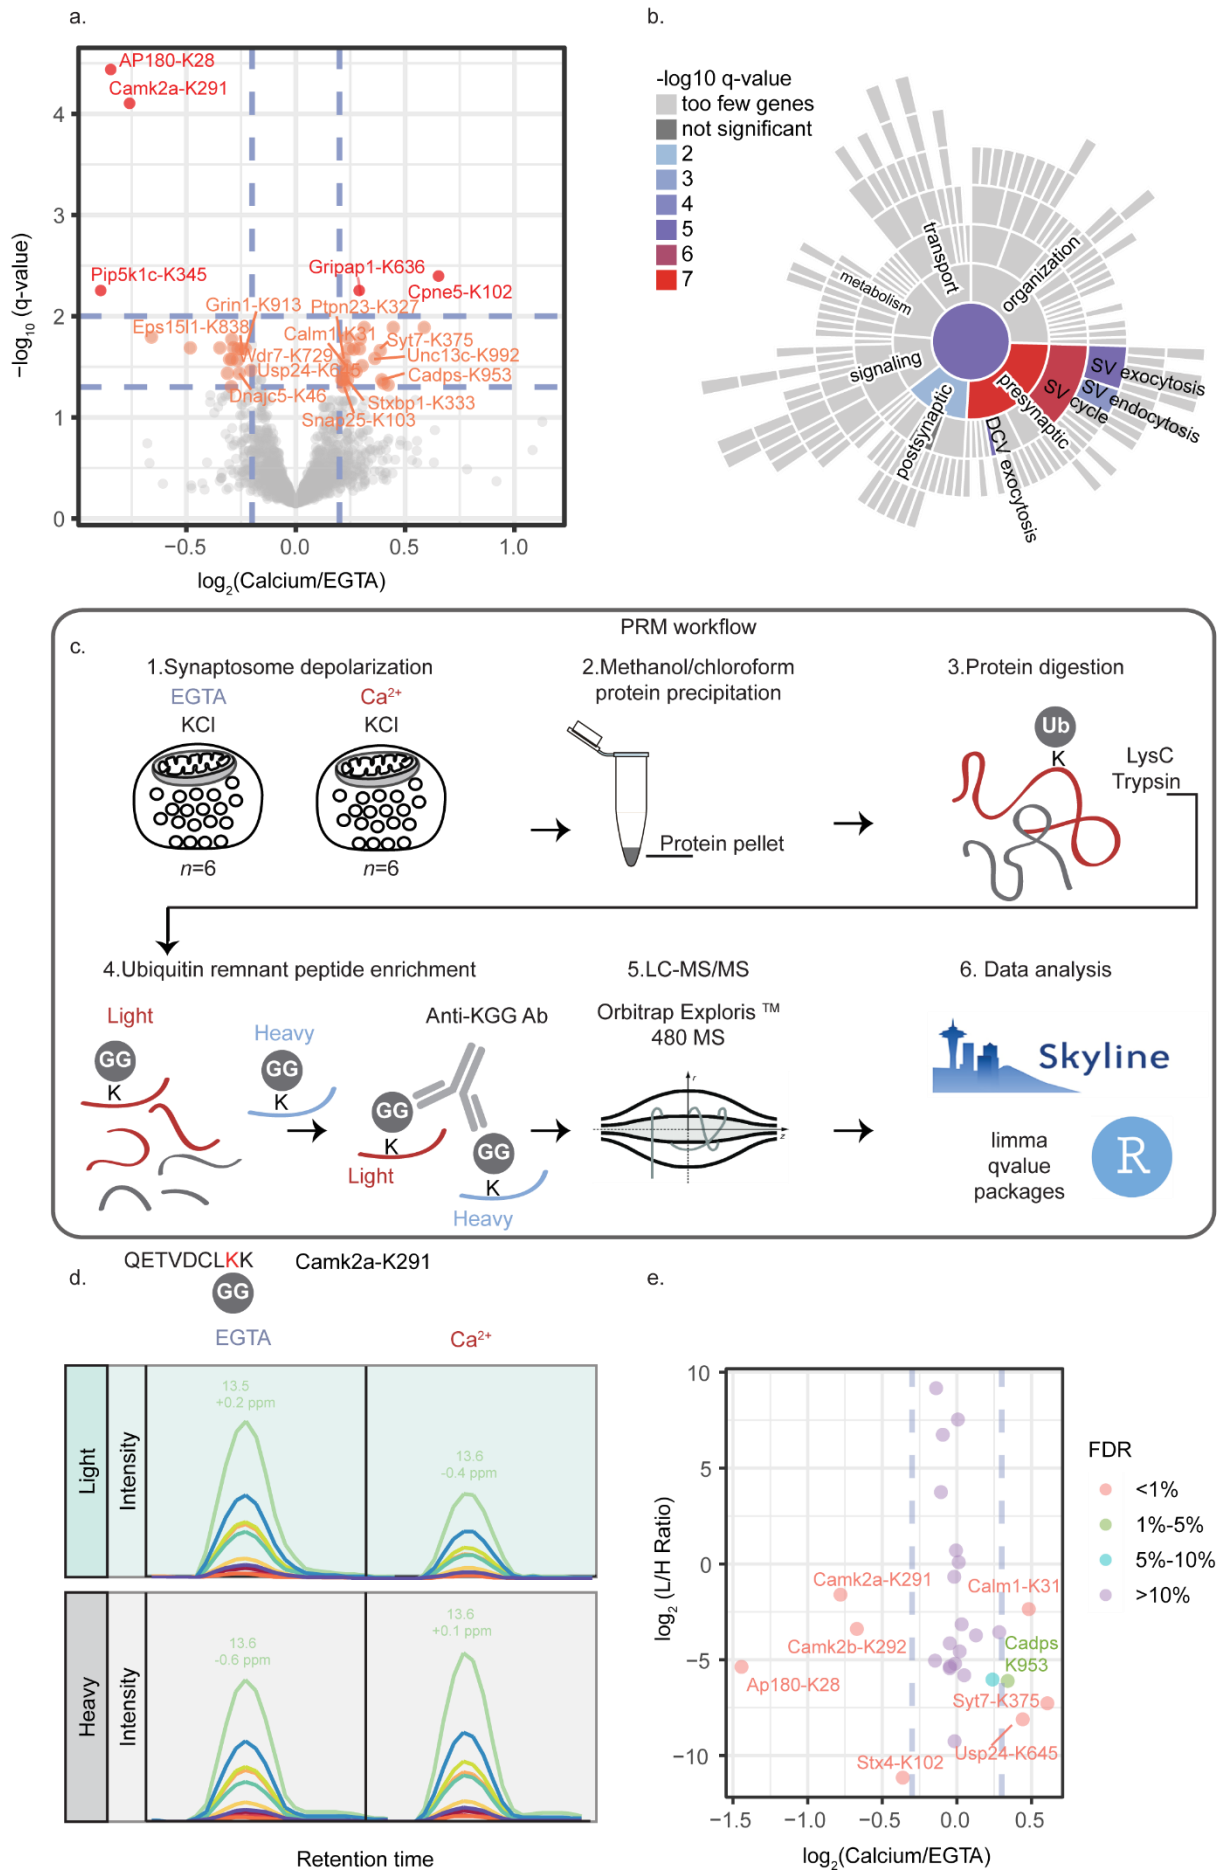 a.
AP180-K28
Camk2a-K291
Pip5k1c-K345
Gripap1-K636
Cpne5-K102
Grin1-K913
Ptpn23-K327
Eps15l1-K838
Calm1-K31
Syt7-K375
Wdr7-K729
Unc13c-K992
Usp24-K645
Cadps-K953
Dnajc5-K46
Stxbp1-K333
Snap25-K103
4
3
2
1
0
−log10 (q-value)
−0.5
0.0
0.5
1.0
log2(Calcium/EGTA)
b.
-log10 q-value
too few genes
not significant
2
3
4
5
6
7
transport
organization
metabolism
signaling
postsynaptic
presynaptic
SV cycle
SV exocytosis
SV endocytosis
DCV exocytosis
c.
PRM workflow
1.Synaptosome depolarization
EGTA
Ca2+
KCl
KCl
n=6
n=6
2.Methanol/chloroform
protein precipitation
Protein pellet
3.Protein digestion
Ub
K
LysC
Trypsin
4.Ubiquitin remnant peptide enrichment
Light
GG
K
Heavy
GG
K
Anti-KGG Ab
GG
K
Light
GG
K
Heavy
5.LC-MS/MS
Orbitrap Exploris ™
480 MS
r
z
6. Data analysis
Skyline
limma
qvalue
packages
R
d.
QETVDCLKK
Camk2a-K291
GG
EGTA
Ca2+
Light
Intensity
13.5
+0.2 ppm
13.6
-0.4 ppm
Heavy
Intensity
13.6
-0.6 ppm
13.6
+0.1 ppm
Retention time
e.
10
5
0
−5
−10
log2 (L/H Ratio)
Camk2a-K291
Calm1-K31
Camk2b-K292
Cadps
K953
Ap180-K28
Syt7-K375
Usp24-K645
Stx4-K102
−1.5
−1.0
−0.5
0.0
0.5
log2(Calcium/EGTA)
FDR
<1%
1%-5%
5%-10%
>10%